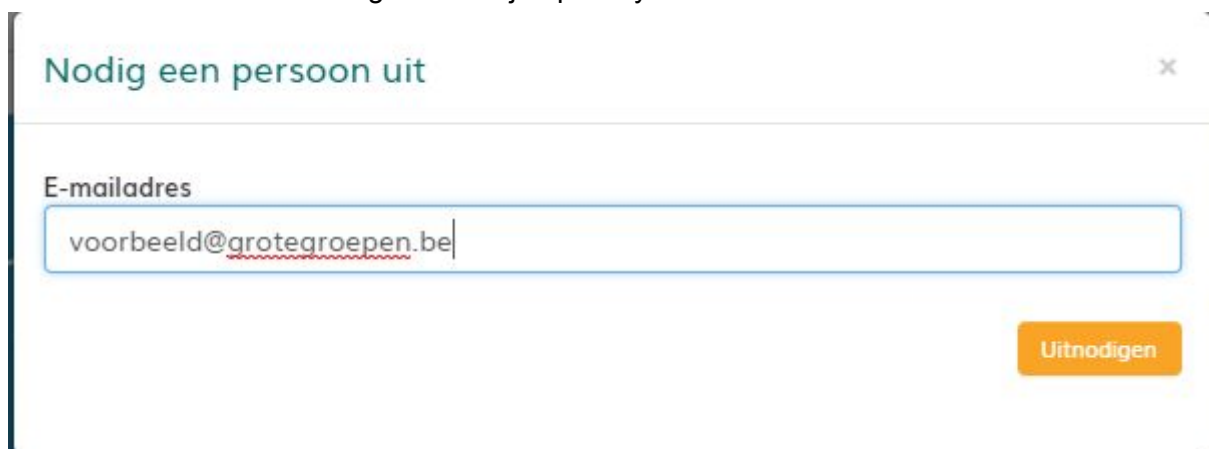 Nodig een persoon uit
×
E-mailadres
voorbeeld@grotegroepen.be
Uitnodigen